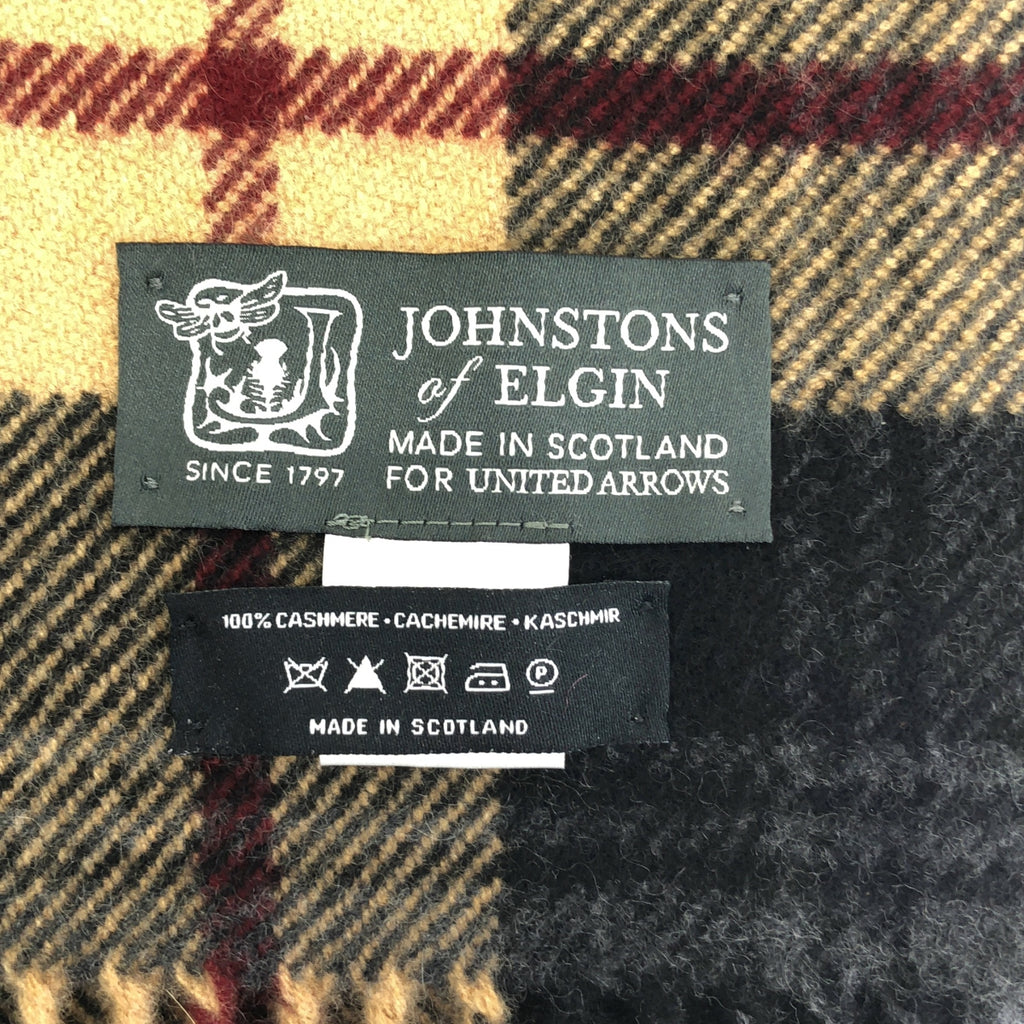 JOHNSTONS
of ELGIN
MADE IN SCOTLAND
FOR UNITED ARROWS
SINCE 1797
100% CASHMERE • CACHEMIRE • KASCHMIR
P
MADE IN SCOTLAND